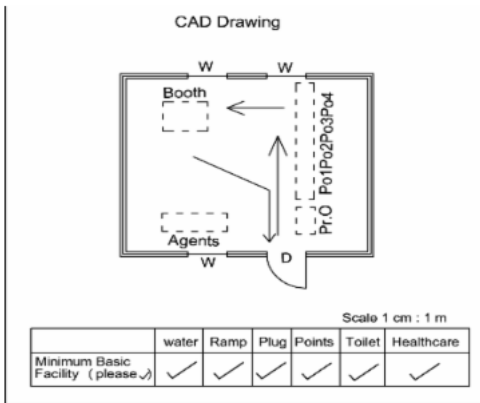 CAD Drawing
W W
Booth
Po1Po2Po3Po4
Pr.O
Agents
W
D
Scale 1 cm : 1 m
water Ramp Plug Points Toilet Healthcare
Minimum Basic
Facility (please ✓) ✓ ✓ ✓ ✓ ✓ ✓